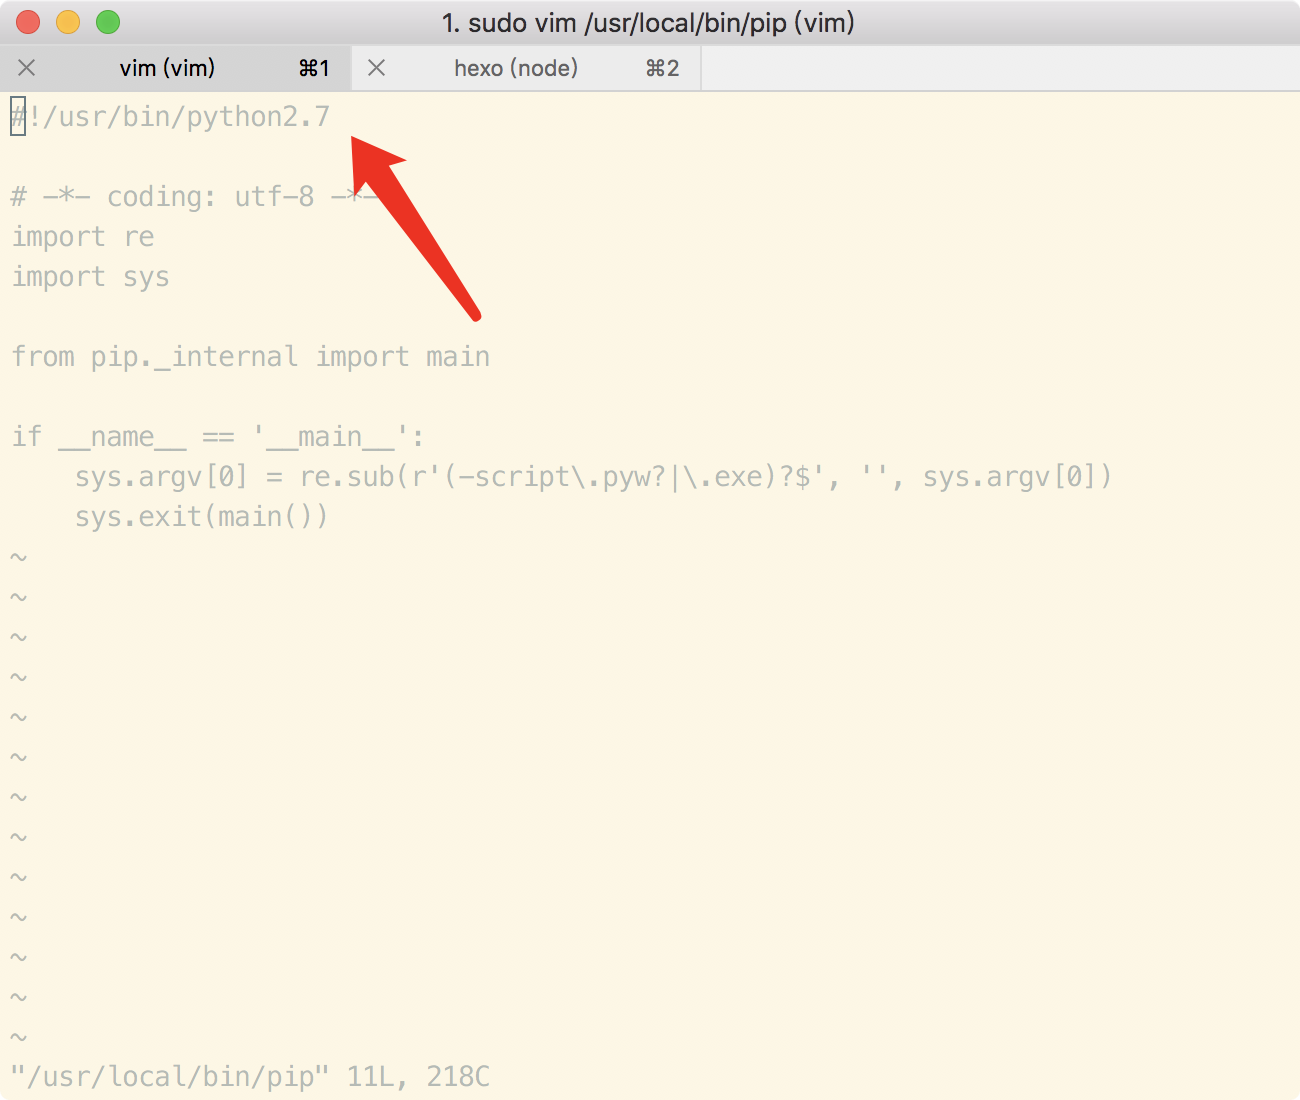 1. sudo vim /usr/local/bin/pip (vim)
vim (vim) ⌘1 hexo (node) ⌘2
#!/usr/bin/python2.7
# -*- coding: utf-8 -*-
import re
import sys
from pip._internal import main
if __name__ == '__main__':
    sys.argv[0] = re.sub(r'(-script\.pyw?|\.exe)?$', '', sys.argv[0])
    sys.exit(main())
~
~
~
~
~
~
~
~
~
~
~
~
~
"/usr/local/bin/pip" 11L, 218C